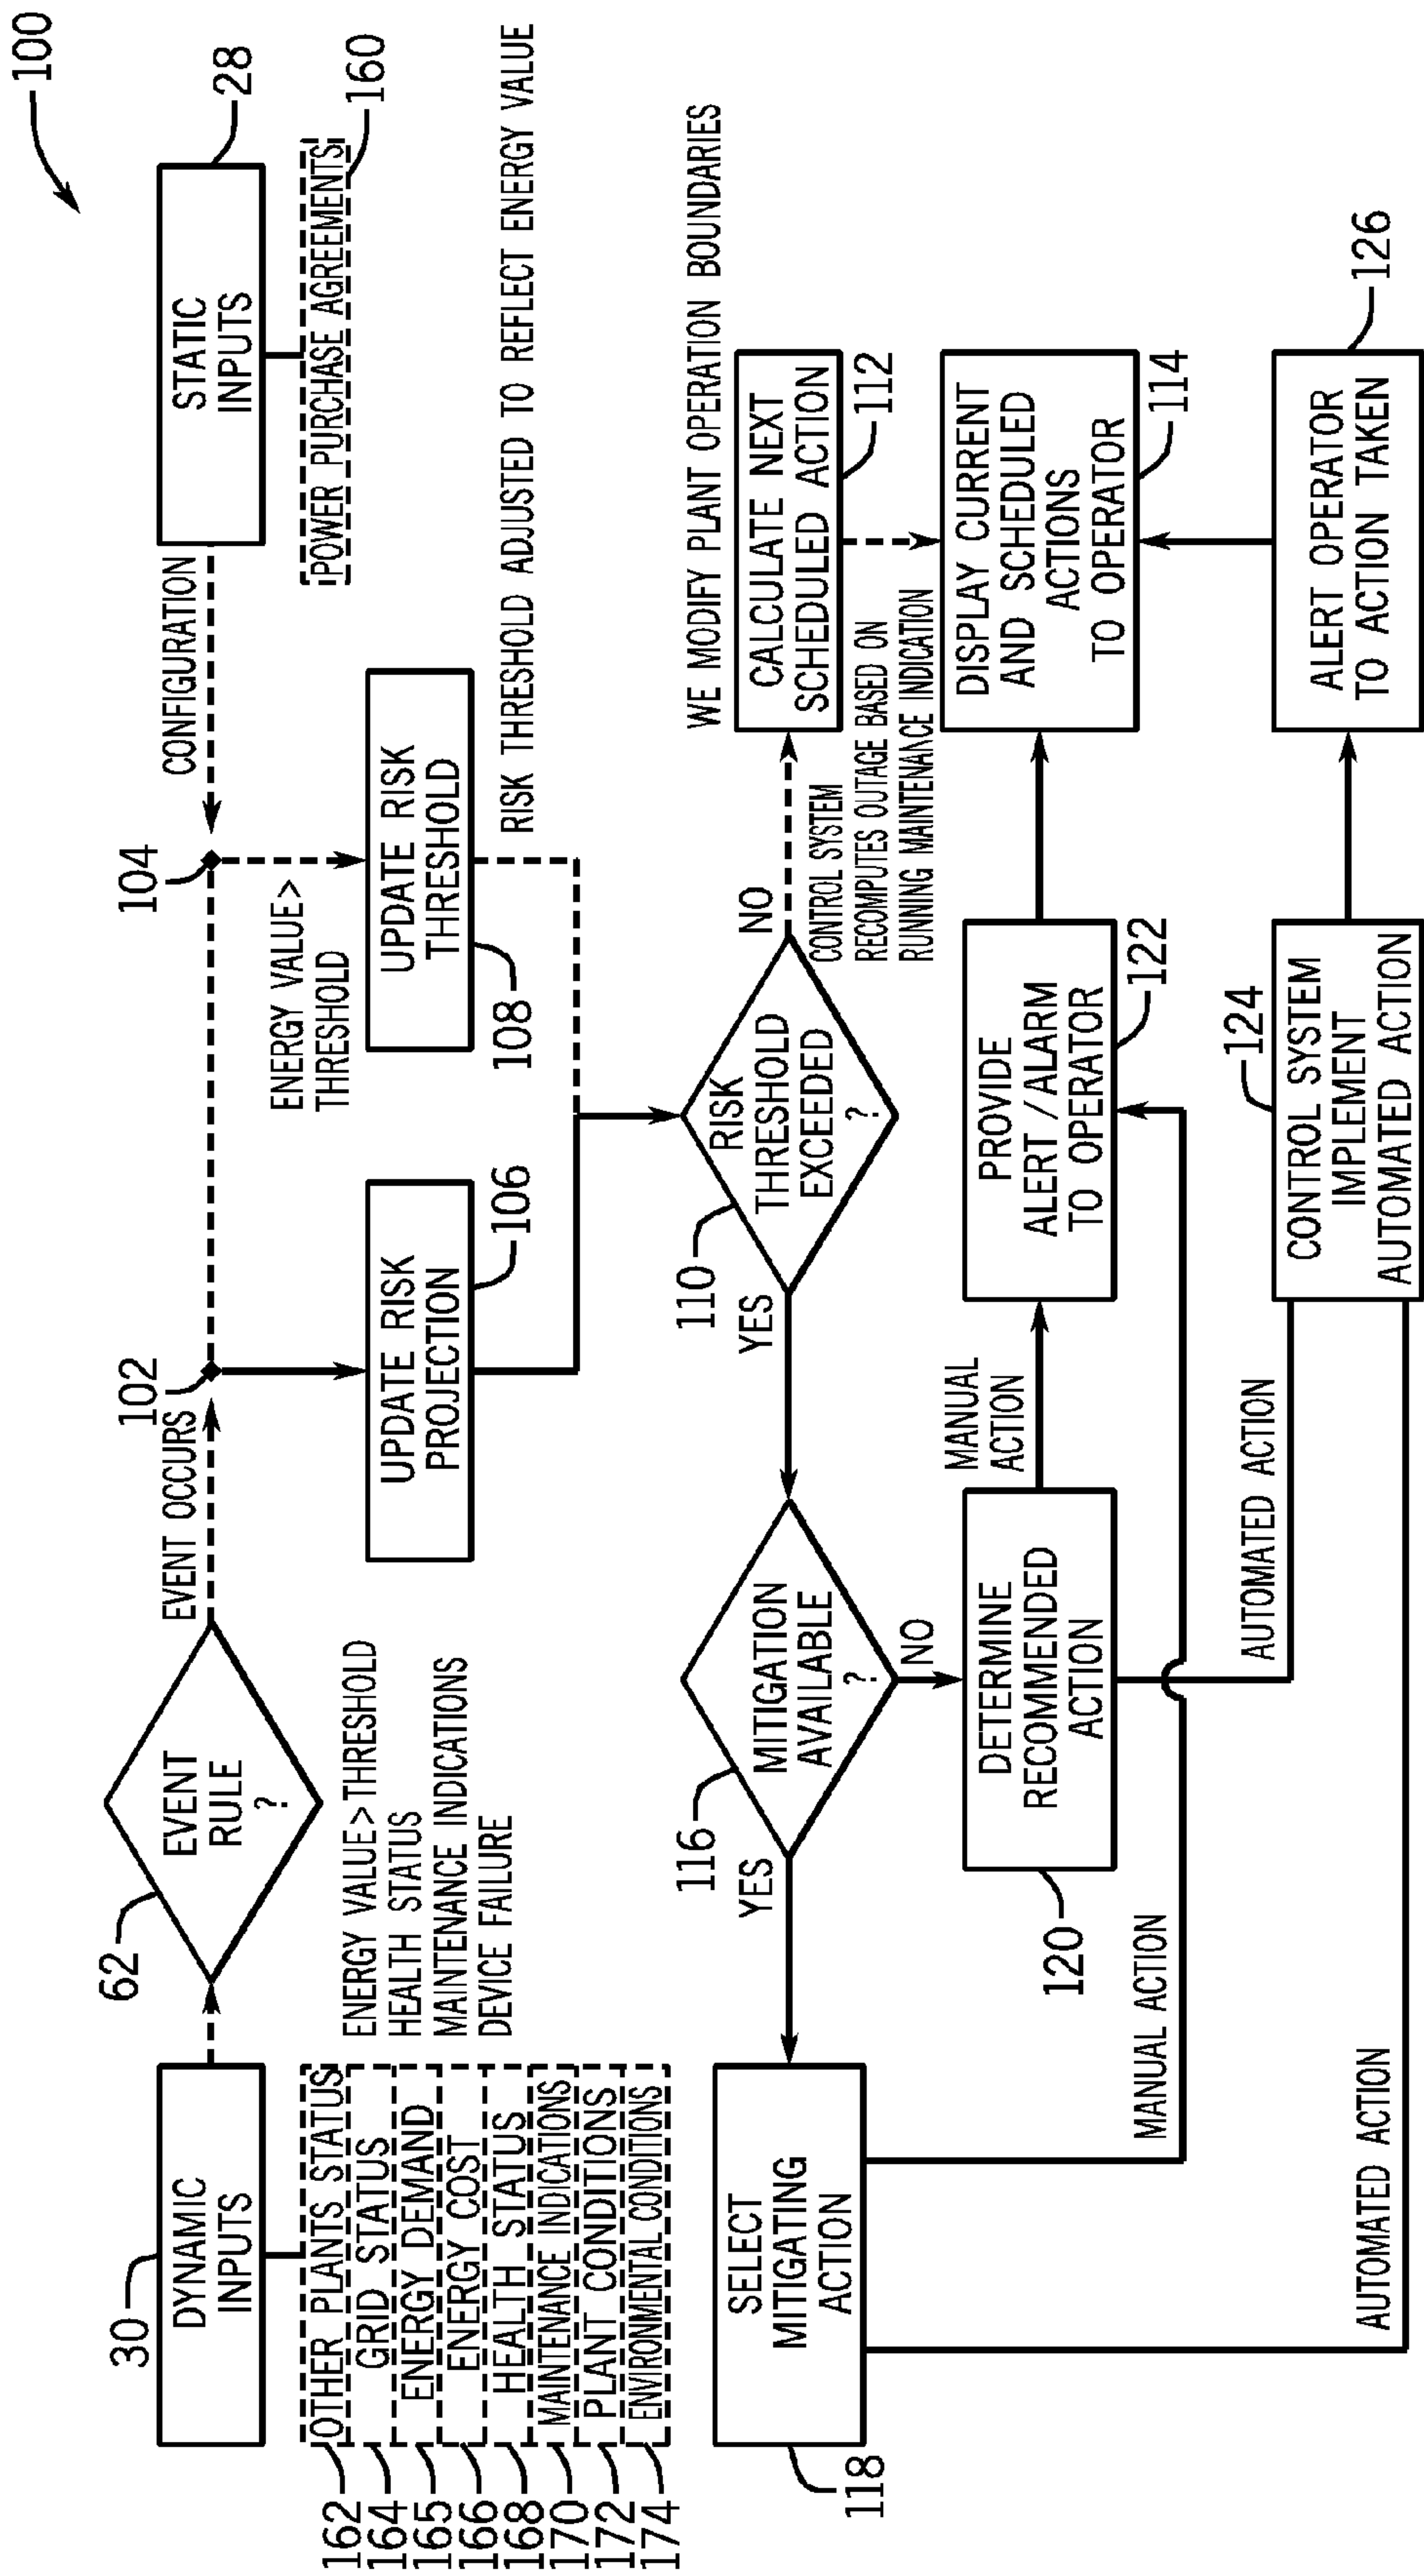 100
30
DYNAMIC
INPUTS
62
EVENT
RULE
?
EVENT OCCURS
102
104
CONFIGURATION
STATIC
INPUTS
28
POWER PURCHASE AGREEMENTS
160
162
OTHER PLANTS STATUS
164
GRID STATUS
165
ENERGY DEMAND
166
ENERGY COST
168
HEALTH STATUS
170
MAINTENANCE INDICATIONS
172
PLANT CONDITIONS
174
ENVIRONMENTAL CONDITIONS
ENERGY VALUE>THRESHOLD
HEALTH STATUS
MAINTENANCE INDICATIONS
DEVICE FAILURE
UPDATE RISK
PROJECTION
106
ENERGY VALUE>
THRESHOLD
UPDATE RISK
THRESHOLD
108
RISK THRESHOLD ADJUSTED TO REFLECT ENERGY VALUE
118
SELECT
MITIGATING
ACTION
YES
116
MITIGATION
AVAILABLE
?
NO
YES
110
RISK
THRESHOLD
EXCEEDED
?
NO
WE MODIFY PLANT OPERATION BOUNDARIES
CALCULATE NEXT
SCHEDULED ACTION
112
CONTROL SYSTEM
RECOMPUTES OUTAGE BASED ON
RUNNING MAINTENANCE INDICATION
DETERMINE
RECOMMENDED
ACTION
120
MANUAL
ACTION
PROVIDE
ALERT/ALARM
TO OPERATOR
122
DISPLAY CURRENT
AND SCHEDULED
ACTIONS
TO OPERATOR
114
MANUAL ACTION
AUTOMATED ACTION
124
CONTROL SYSTEM
IMPLEMENT
AUTOMATED ACTION
ALERT OPERATOR
TO ACTION TAKEN
126
AUTOMATED ACTION